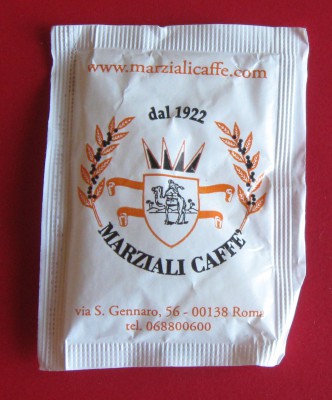 www.marzialicaffe.com
dal 1922
MARZIALI CAFFE'
via S. Gennaro, 56 - 00138 Roma
tel. 068800600